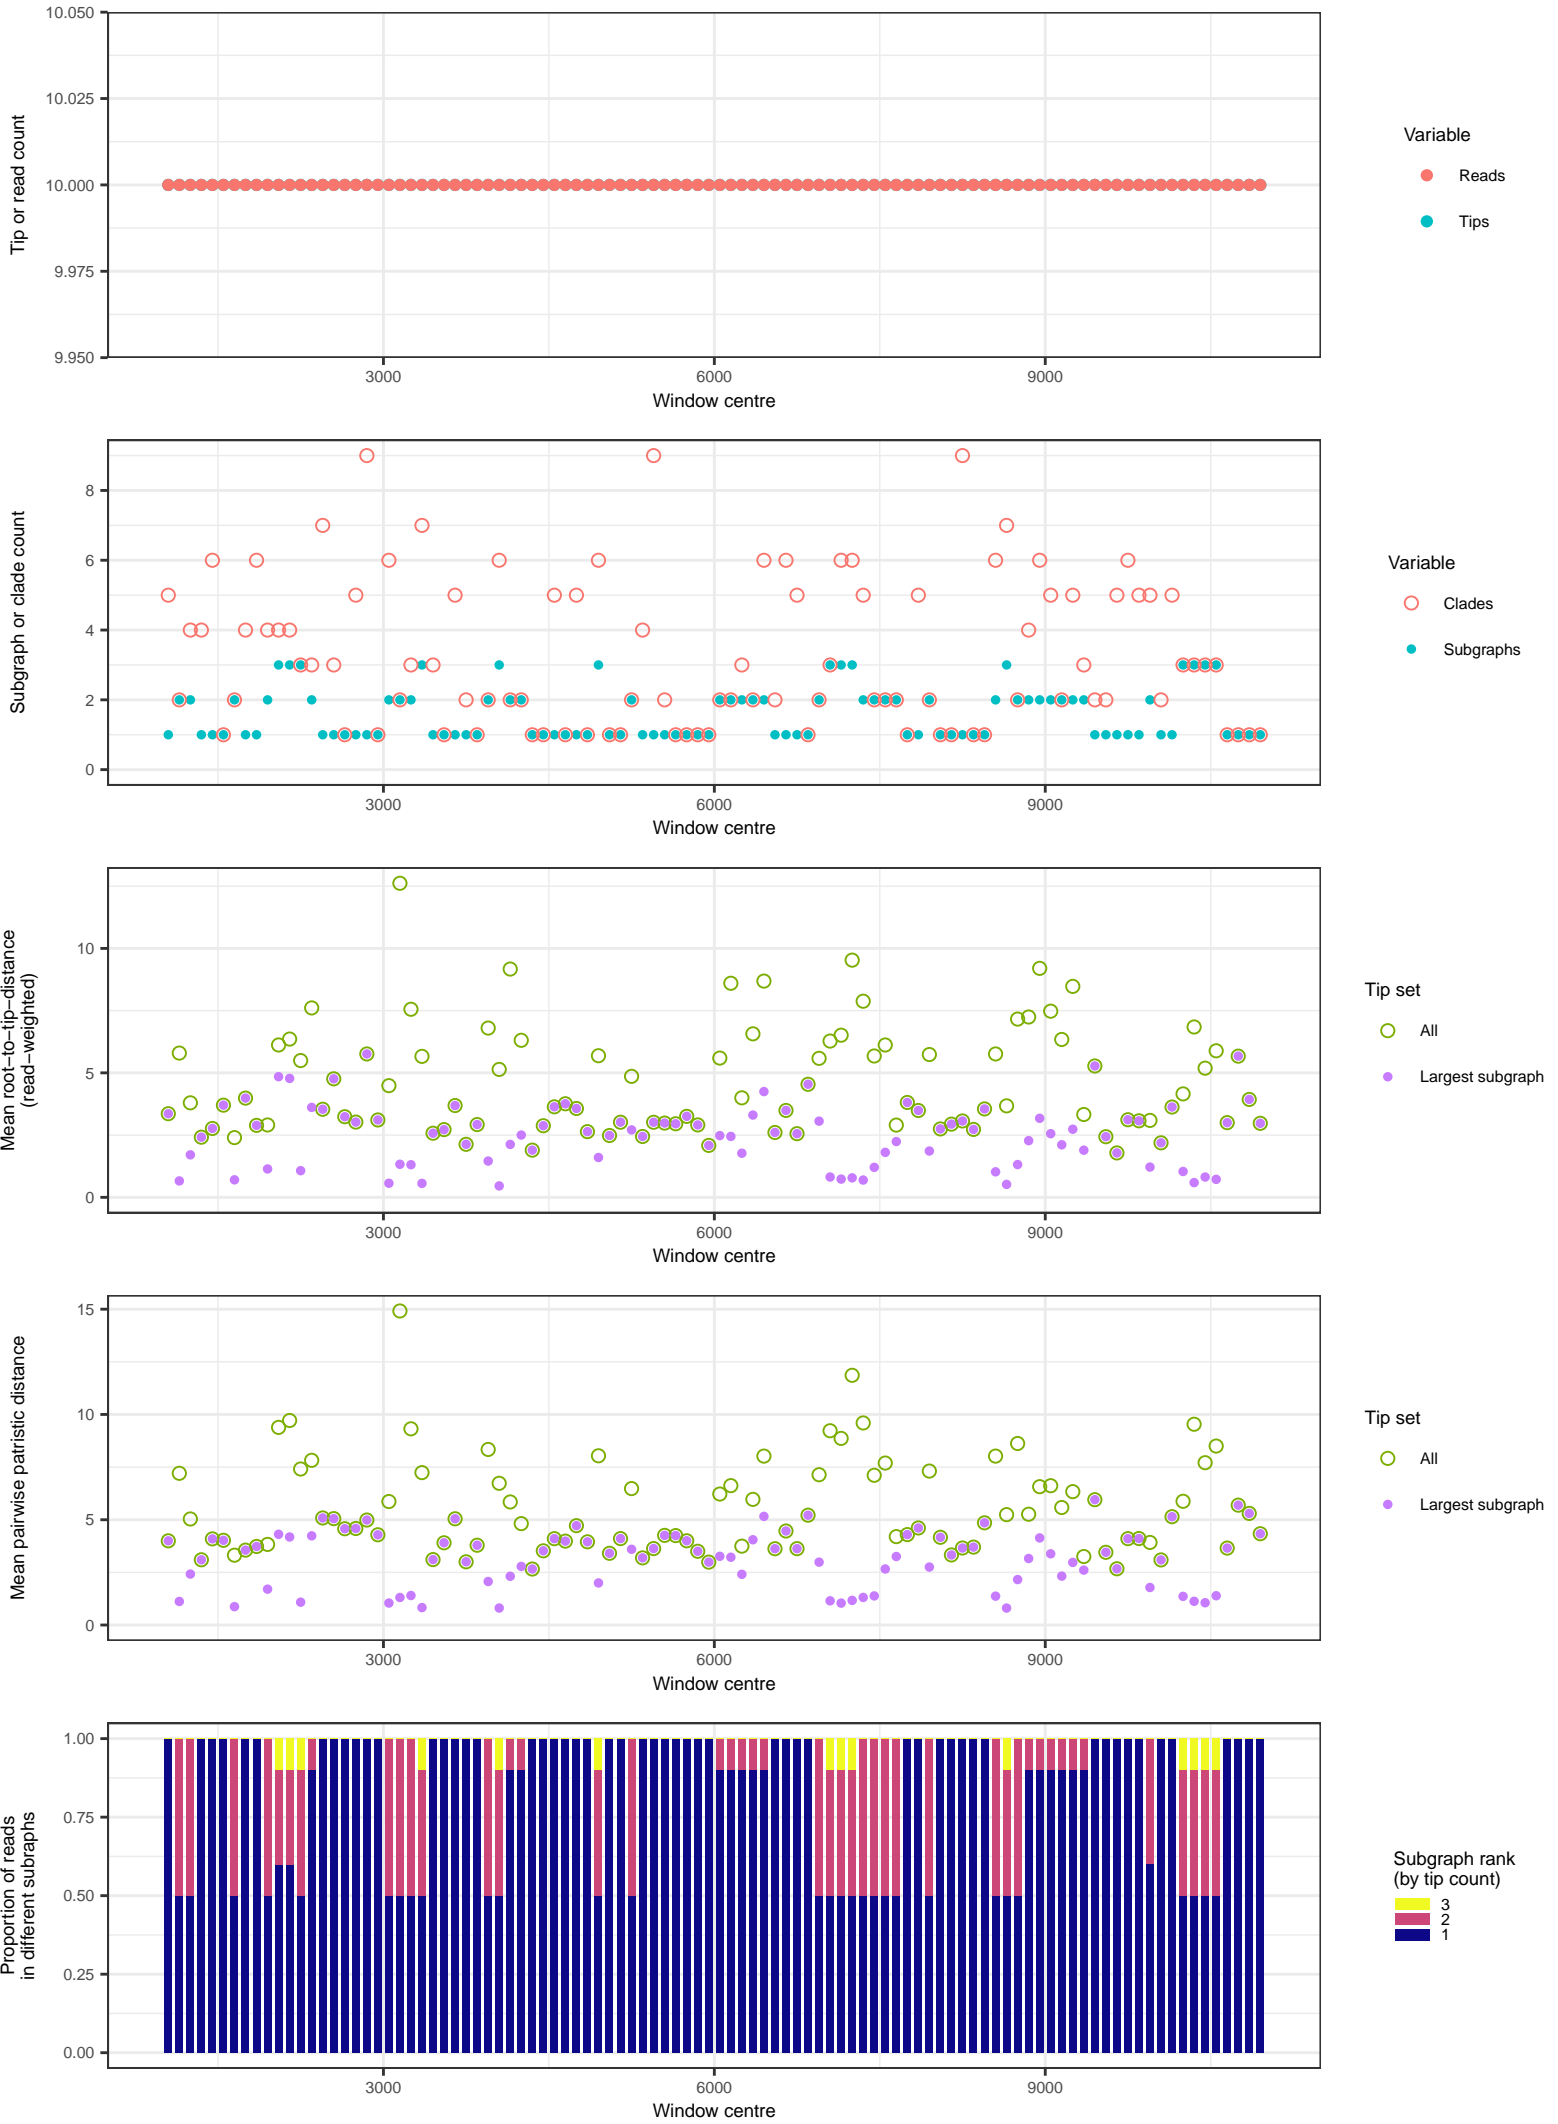 10.050
10.025
10.000
9.975
9.950
Tip or read count
3000
6000
9000
Window centre
Variable
Reads
Tips
8
6
4
2
0
Subgraph or clade count
3000
6000
9000
Window centre
Variable
Clades
Subgraphs
10
5
0
Mean root−to−tip−distance
(read−weighted)
3000
6000
9000
Window centre
Tip set
All
Largest subgraph
15
10
5
0
Mean pairwise patristic distance
3000
6000
9000
Window centre
Tip set
All
Largest subgraph
1.00
0.75
0.50
0.25
0.00
Proportion of reads
in different subraphs
3000
6000
9000
Window centre
Subgraph rank
(by tip count)
3
2
1